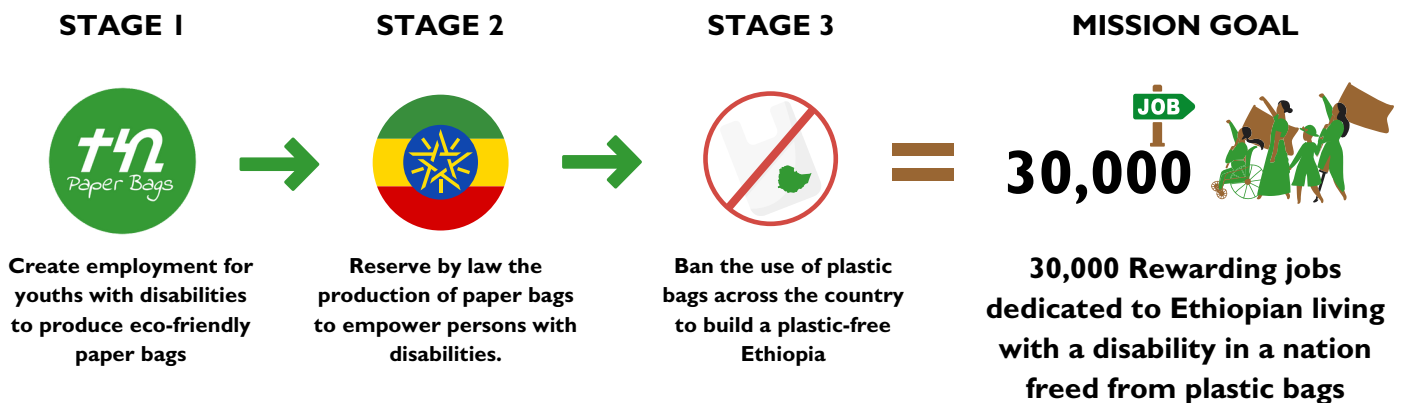 STAGE 1
STAGE 2
STAGE 3
MISSION GOAL
ተስ
Paper Bags
JOB
30,000
Create employment for
youths with disabilities
to produce eco-friendly
paper bags
Reserve by law the
production of paper bags
to empower persons with
disabilities.
Ban the use of plastic
bags across the country
to build a plastic-free
Ethiopia
30,000 Rewarding jobs
dedicated to Ethiopian living
with a disability in a nation
freed from plastic bags